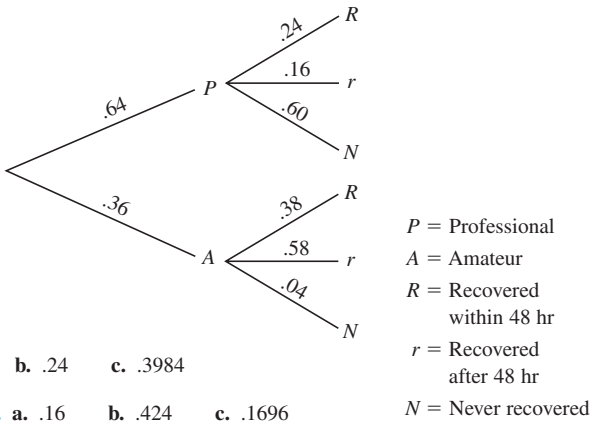 .24
R
.16
r
P
.64
.60
N
.36
.38
R
A
.58
r
.04
N
P = Professional
A = Amateur
R = Recovered
within 48 hr
r = Recovered
after 48 hr
N = Never recovered
b. .24 c. .3984
a. .16 b. .424 c. .1696